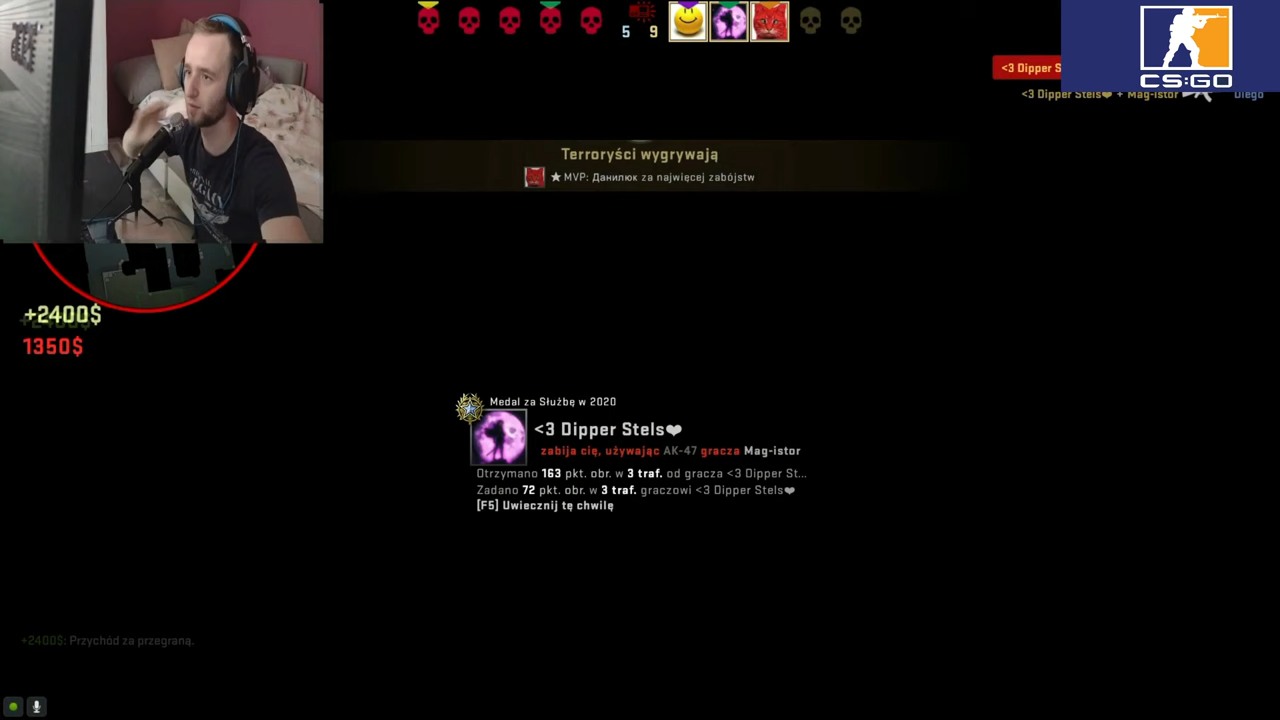 5 9
<3 Dipper S
CS:GO
<3 Dipper Stels❤ + Mag-istor Diego
Terroryści wygrywają
★ MVP: Данилюк za najwięcej zabójstw
+2400$
1350$
Medal za Służbę w 2020
<3 Dipper Stels❤
zabija cię, używając AK-47 gracza Mag-istor
Otrzymano 163 pkt. obr. w 3 traf. od gracza <3 Dipper St...
Zadano 72 pkt. obr. w 3 traf. graczowi <3 Dipper Stels❤
[F5] Uwiecznij tę chwilę
+2400$: Przychód za przegraną.